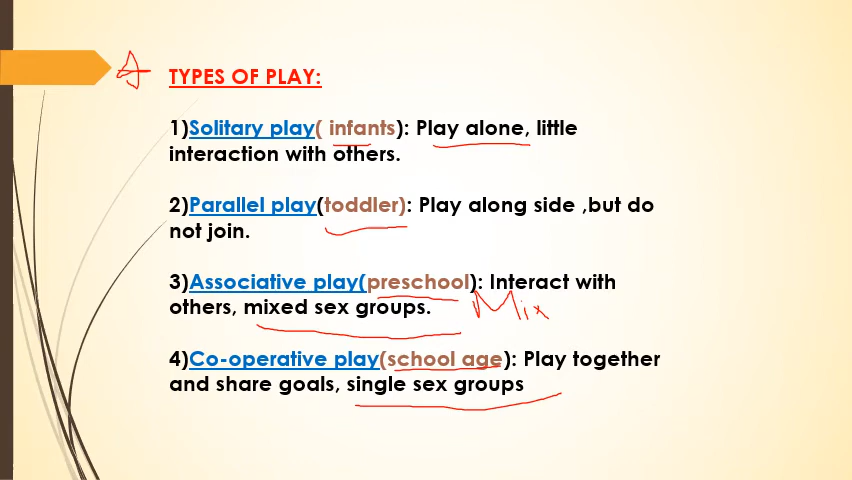 TYPES OF PLAY:
1)Solitary play( infants): Play alone, little
interaction with others.
2)Parallel play(toddler): Play along side ,but do
not join.
3)Associative play(preschool): Interact with
others, mixed sex groups. Mix
4)Co-operative play(school age): Play together
and share goals, single sex groups